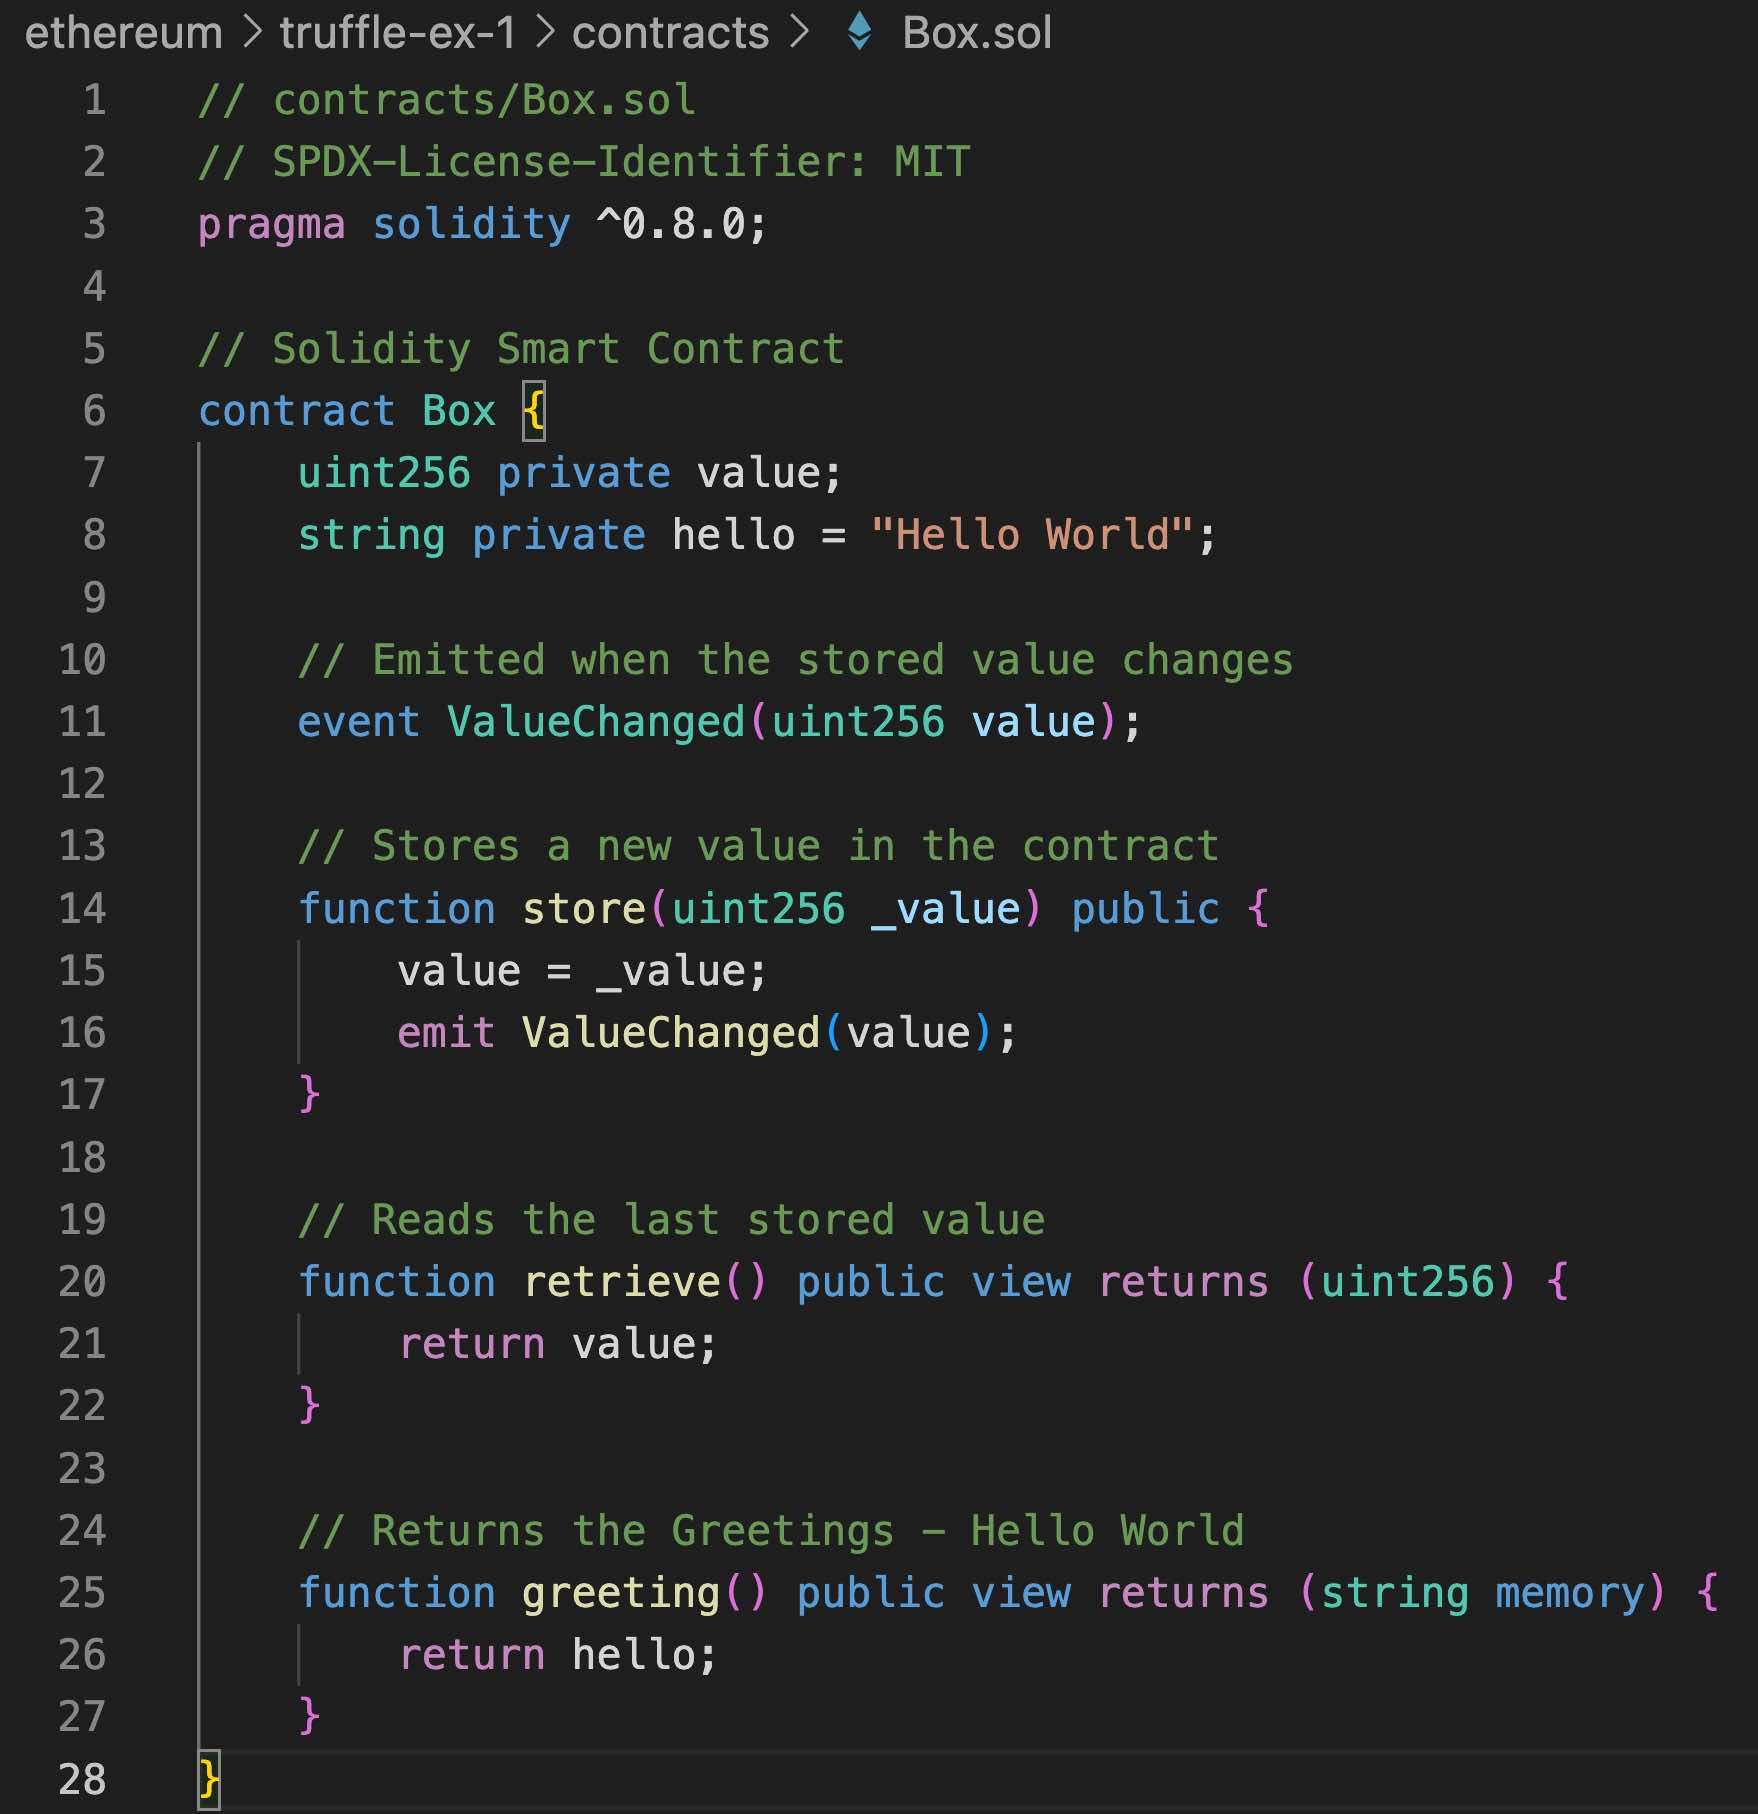 ethereum > truffle-ex-1 > contracts > Box.sol
1 // contracts/Box.sol
2 // SPDX-License-Identifier: MIT
3 pragma solidity ^0.8.0;
4
5 // Solidity Smart Contract
6 contract Box {
7     uint256 private value;
8     string private hello = "Hello World";
9
10     // Emitted when the stored value changes
11     event ValueChanged(uint256 value);
12
13     // Stores a new value in the contract
14     function store(uint256 _value) public {
15         value = _value;
16         emit ValueChanged(value);
17     }
18
19     // Reads the last stored value
20     function retrieve() public view returns (uint256) {
21         return value;
22     }
23
24     // Returns the Greetings - Hello World
25     function greeting() public view returns (string memory) {
26         return hello;
27     }
28 }